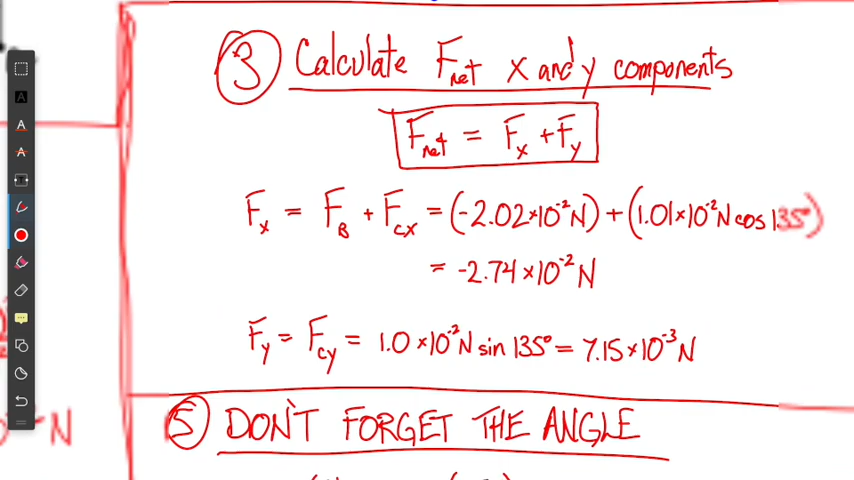 ③ Calculate Fnet x and y components
Fnet = Fx + Fy
Fx = FB + Fcx = (-2.02×10⁻²N) + (1.01×10⁻²N cos 135°)
= -2.74×10⁻²N
Fy = Fcy = 1.0×10⁻²N sin 135° = 7.15×10⁻³N
N
⑤ DON'T FORGET THE ANGLE